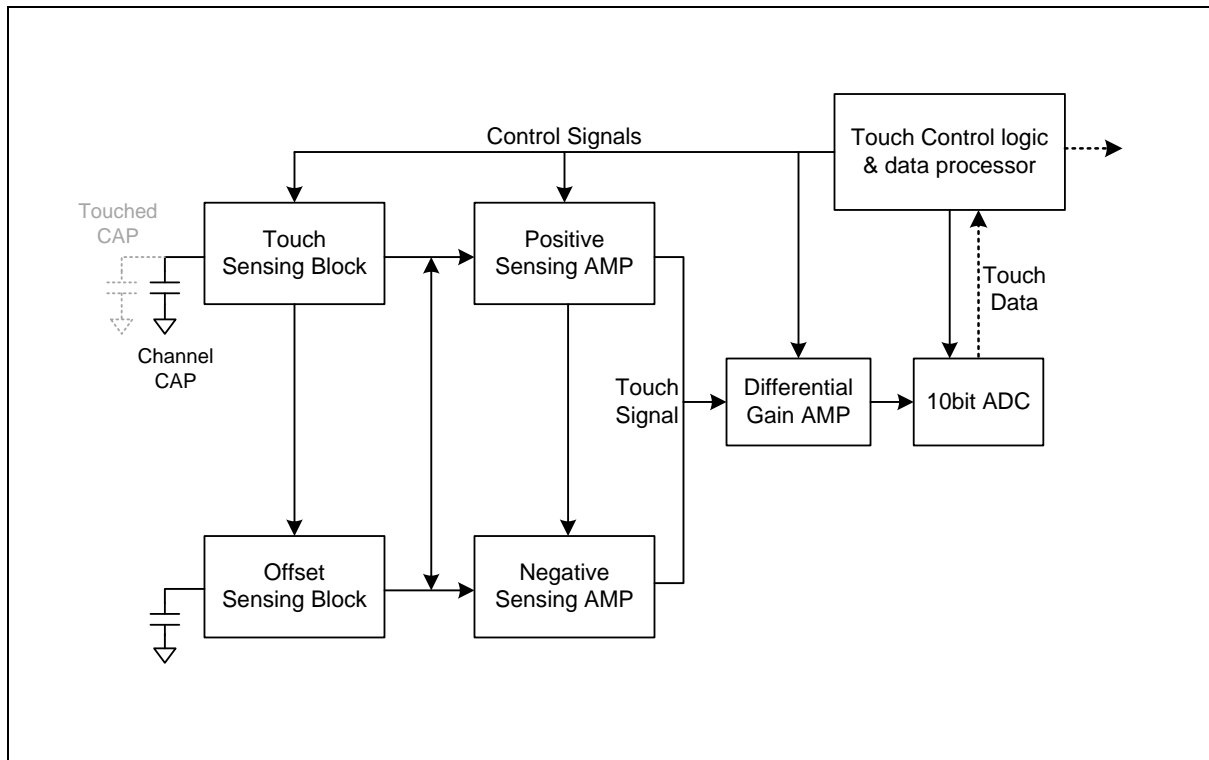 Control Signals
Touch Control logic
& data processor
Touched
CAP
Touch
Sensing Block
Positive
Sensing AMP
Touch
Data
Channel
CAP
Touch
Signal
Differential
Gain AMP
10bit ADC
Offset
Sensing Block
Negative
Sensing AMP